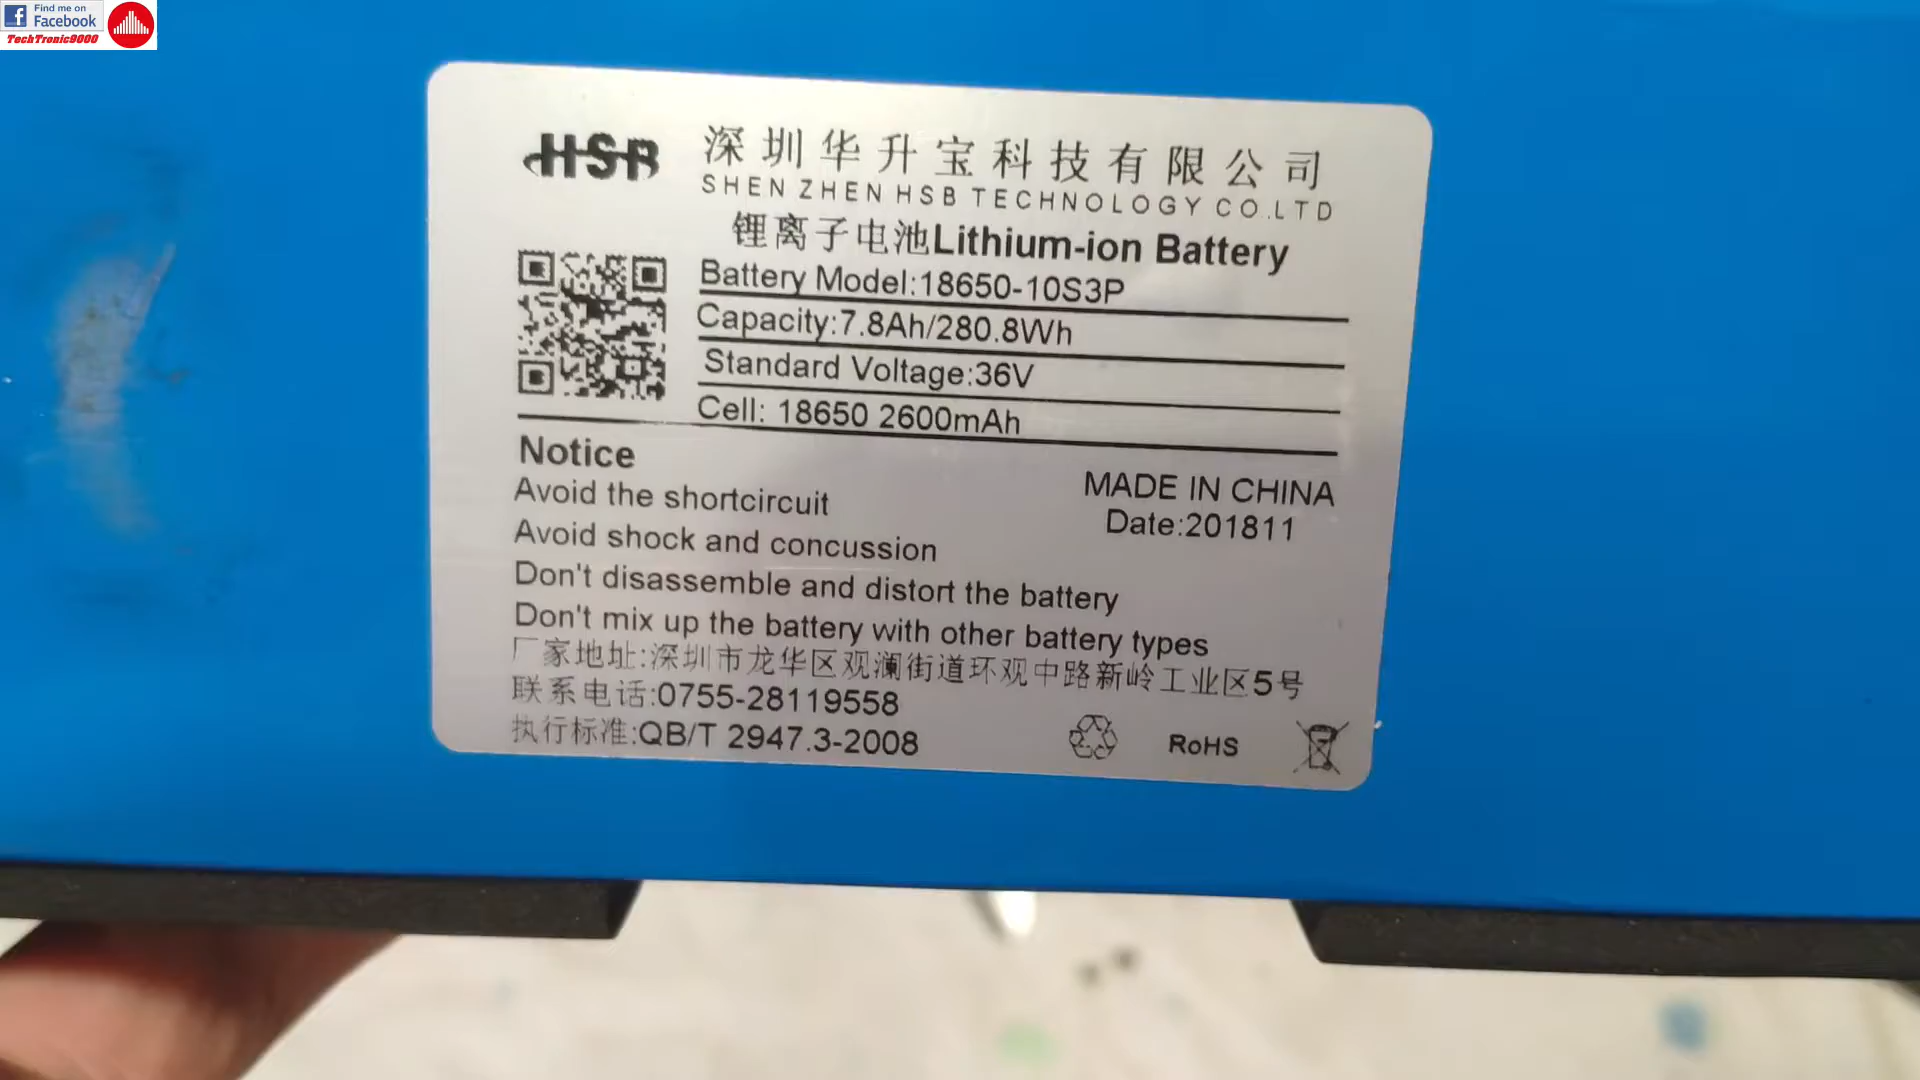 Find me on
Facebook
TechTronic9000
HSB
深圳华升宝科技有限公司
SHEN ZHEN HSB TECHNOLOGY CO.,LTD
锂离子电池Lithium-ion Battery
Battery Model:18650-10S3P
Capacity:7.8Ah/280.8Wh
Standard Voltage:36V
Cell: 18650 2600mAh
Notice
Avoid the shortcircuit
Avoid shock and concussion
Don't disassemble and distort the battery
Don't mix up the battery with other battery types
MADE IN CHINA
Date:201811
厂家地址:深圳市龙华区观澜街道环观中路新岭工业区5号
联系电话:0755-28119558
执行标准:QB/T 2947.3-2008
RoHS